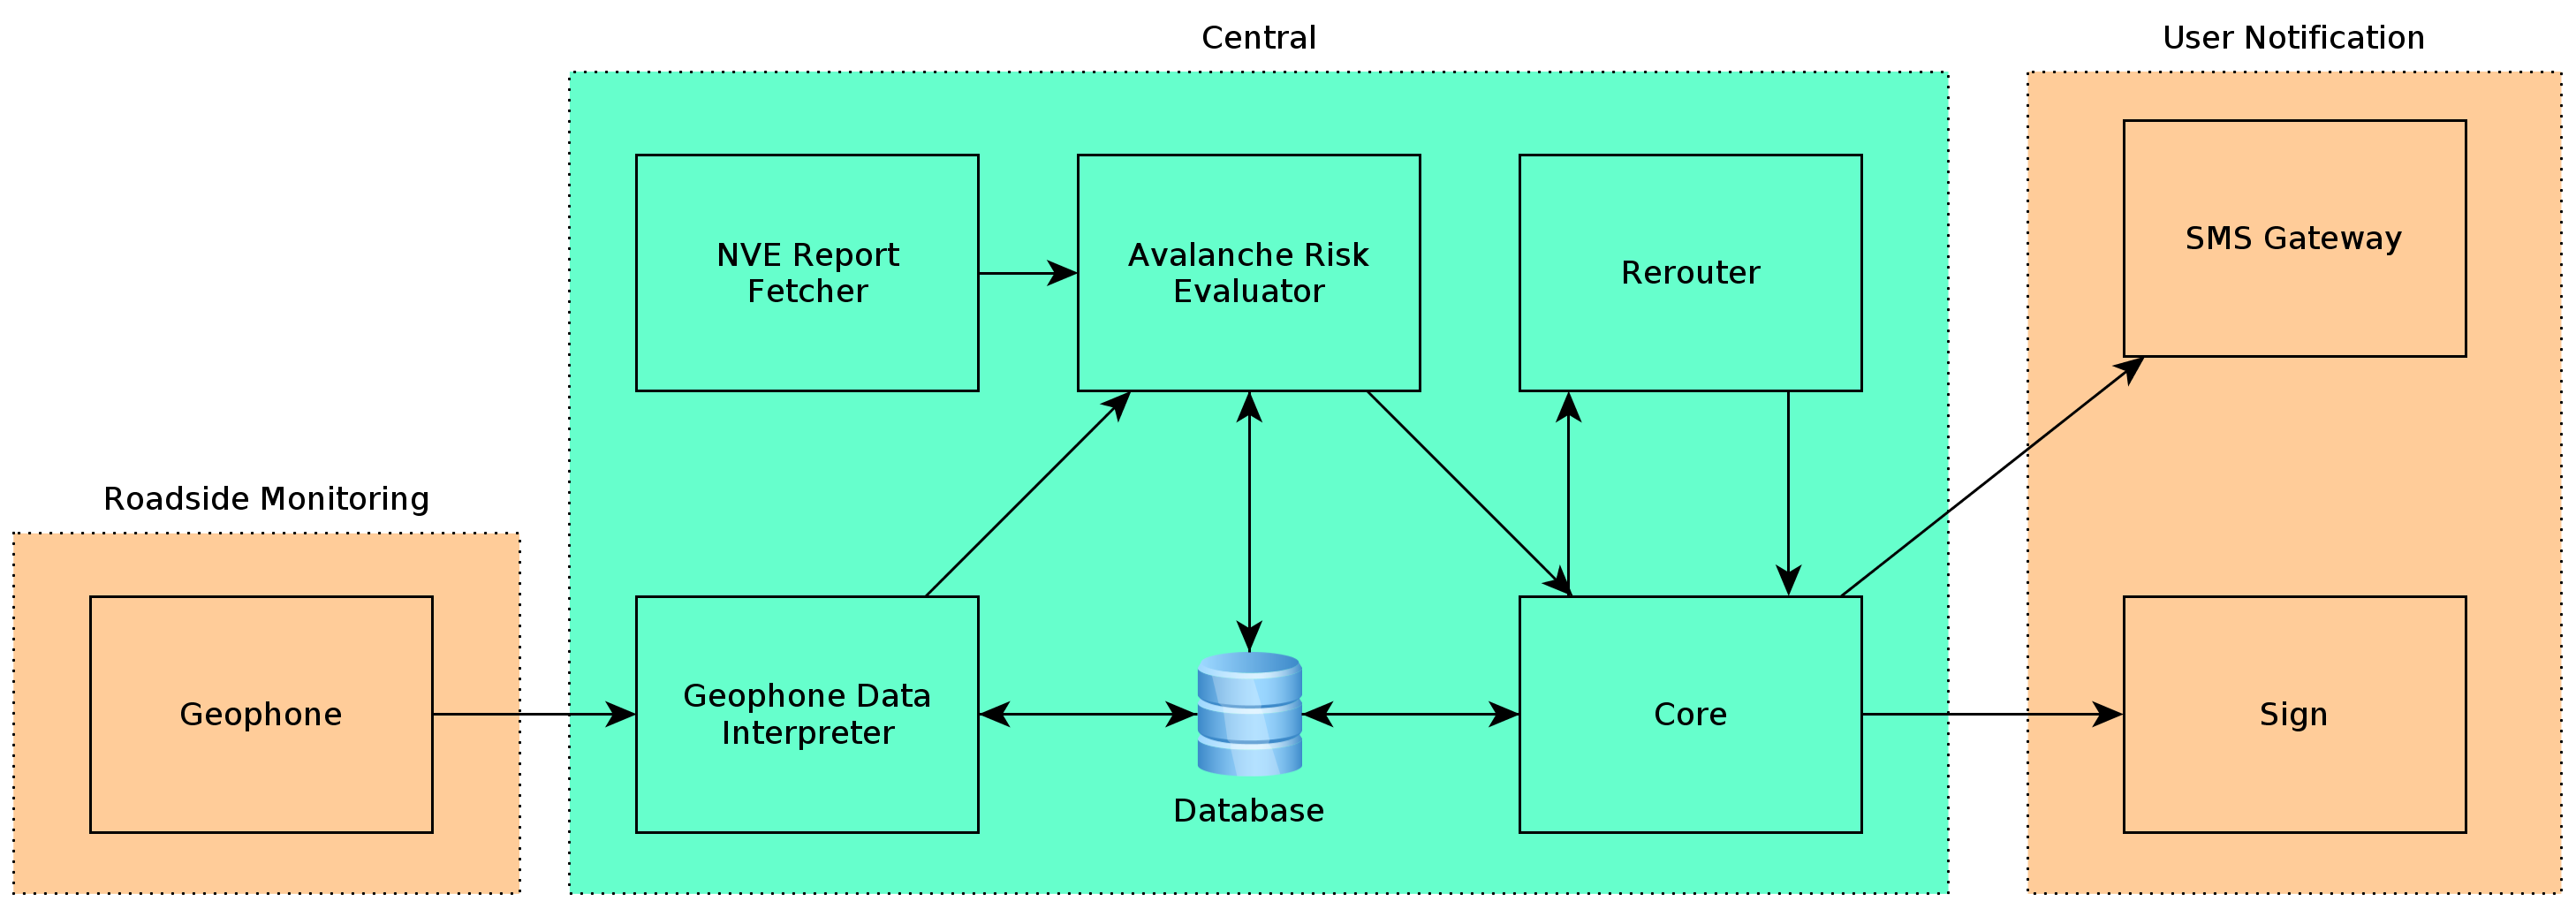 Central
User Notification
NVE Report
Fetcher
Avalanche Risk
Evaluator
Rerouter
SMS Gateway
Roadside Monitoring
Geophone
Geophone Data
Interpreter
Database
Core
Sign